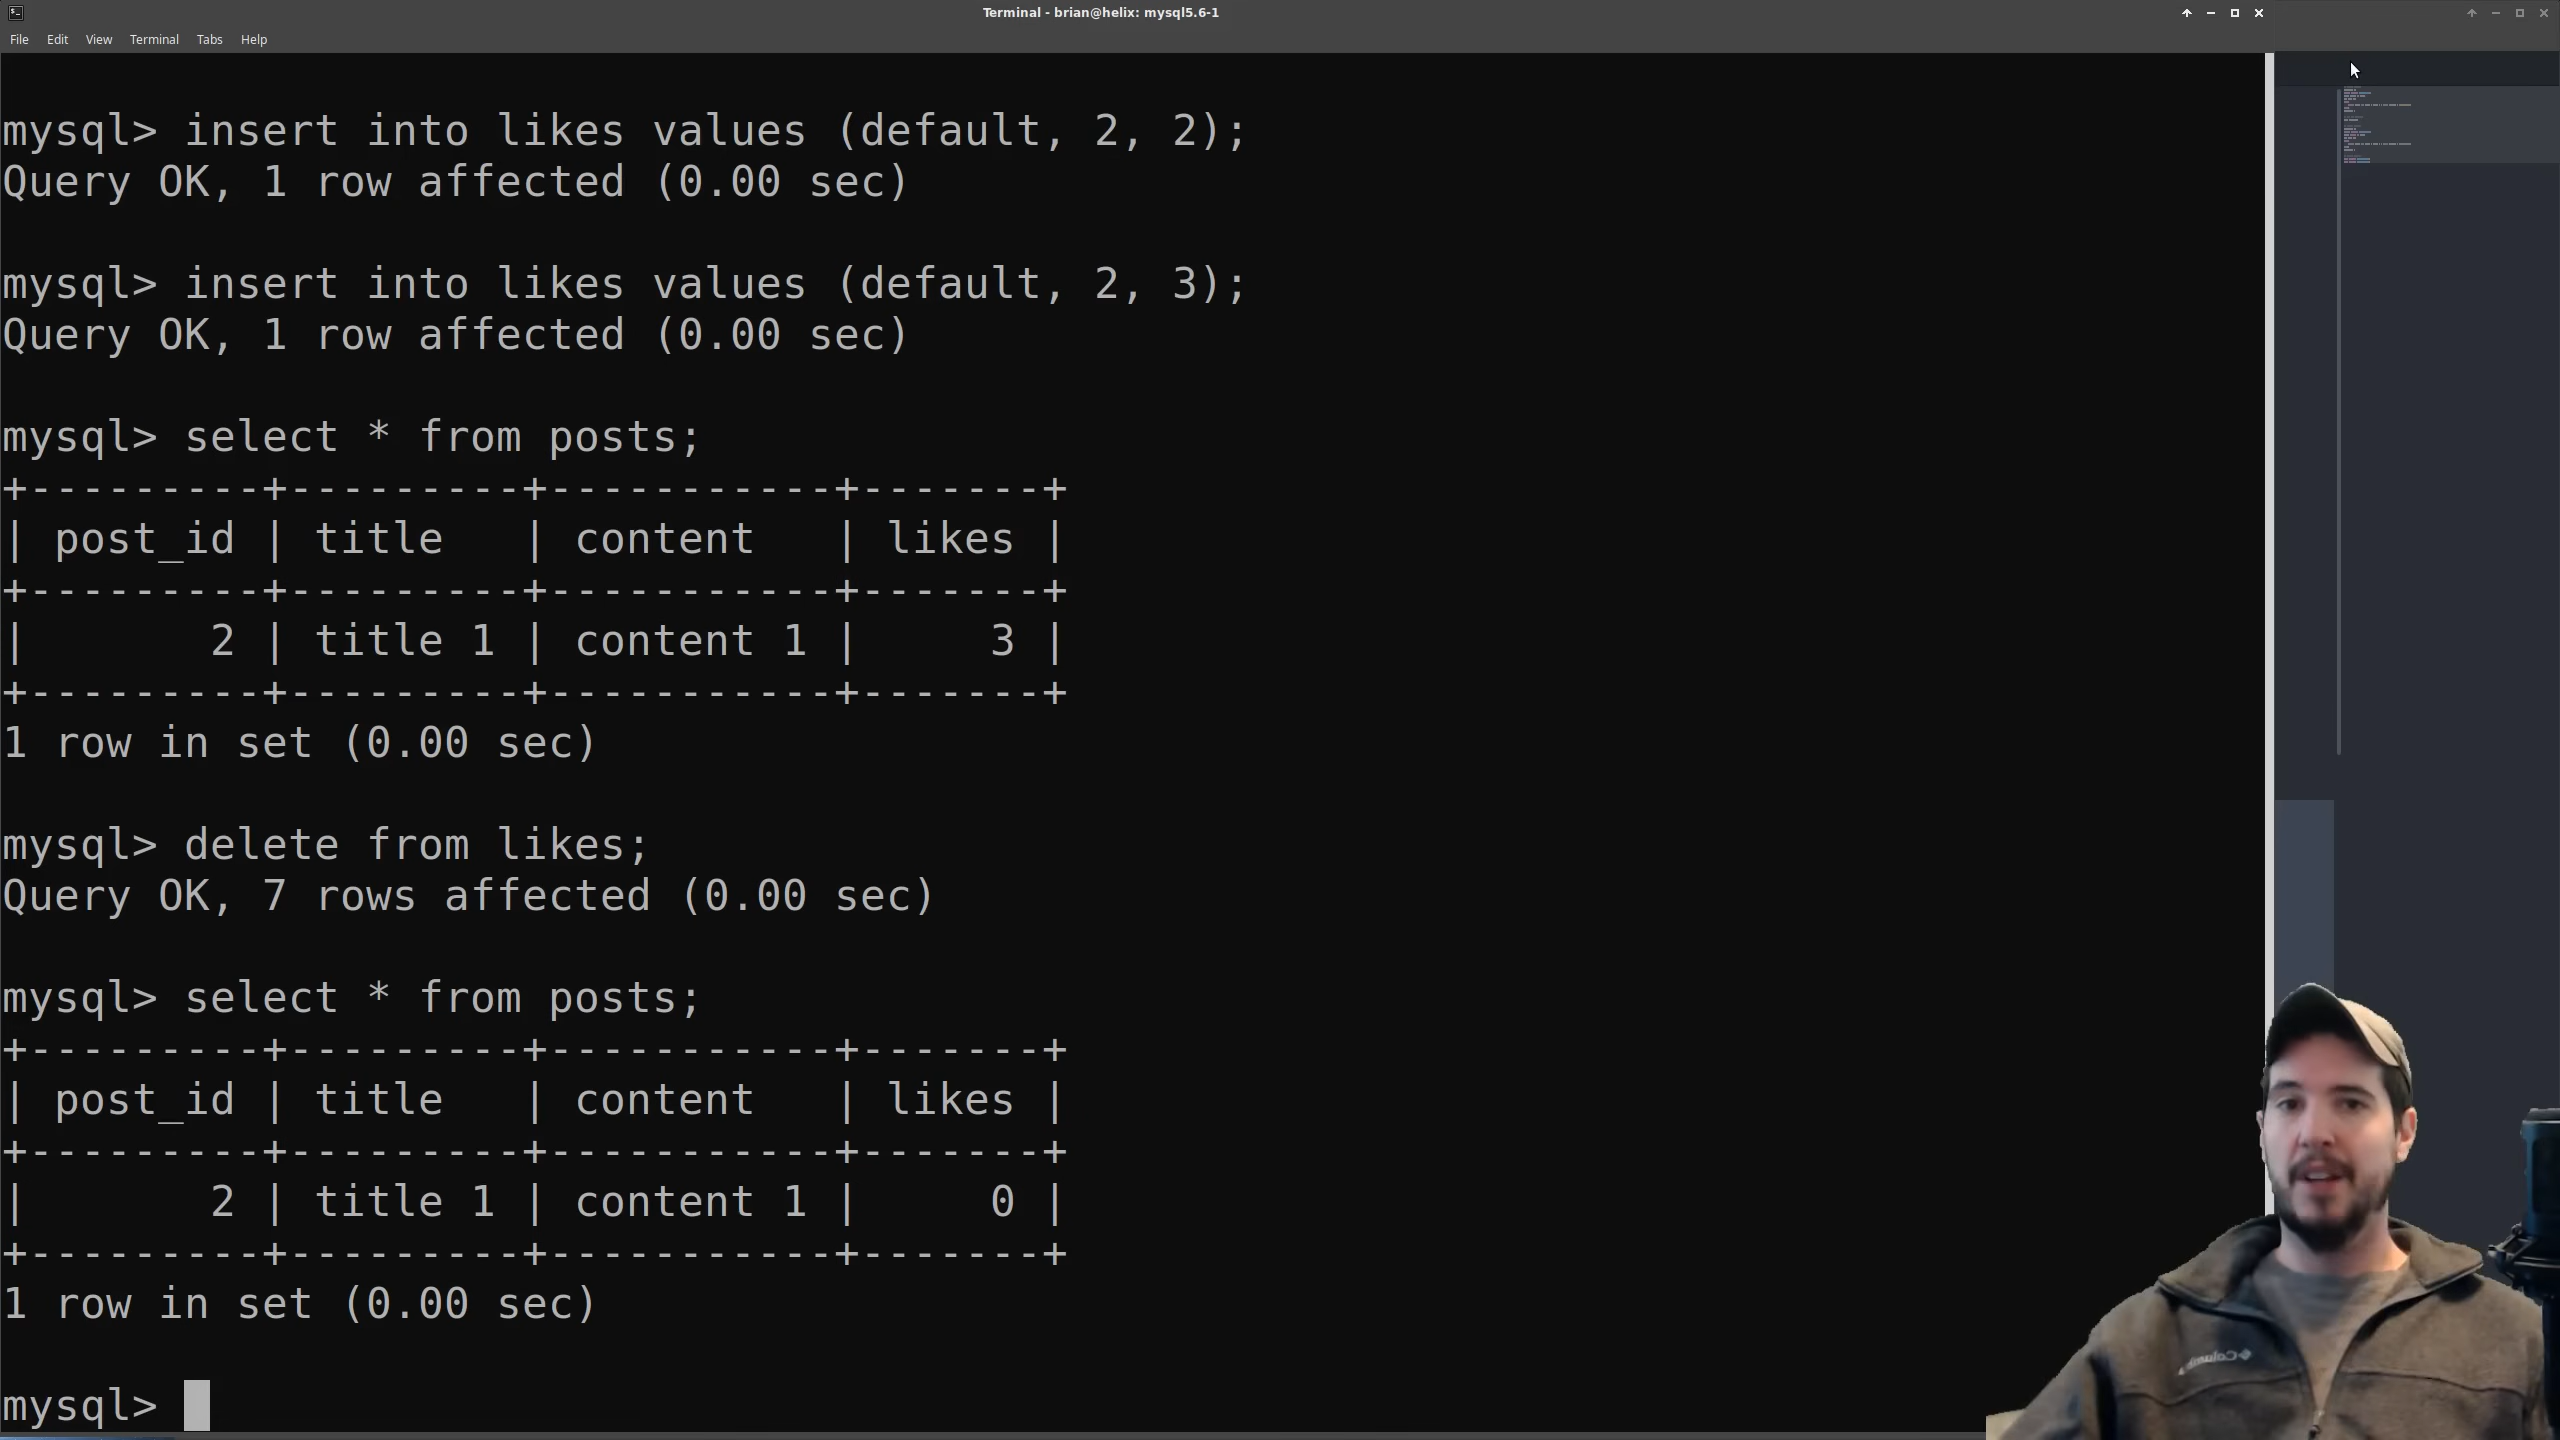 Terminal - brian@helix: mysql5.6-1
File Edit View Terminal Tabs Help
mysql> insert into likes values (default, 2, 2);
Query OK, 1 row affected (0.00 sec)
mysql> insert into likes values (default, 2, 3);
Query OK, 1 row affected (0.00 sec)
mysql> select * from posts;
+---------+---------+-----------+-------+
| post_id | title   | content   | likes |
+---------+---------+-----------+-------+
|       2 | title 1 | content 1 |     3 |
+---------+---------+-----------+-------+
1 row in set (0.00 sec)
mysql> delete from likes;
Query OK, 7 rows affected (0.00 sec)
mysql> select * from posts;
+---------+---------+-----------+-------+
| post_id | title   | content   | likes |
+---------+---------+-----------+-------+
|       2 | title 1 | content 1 |     0 |
+---------+---------+-----------+-------+
1 row in set (0.00 sec)
mysql>